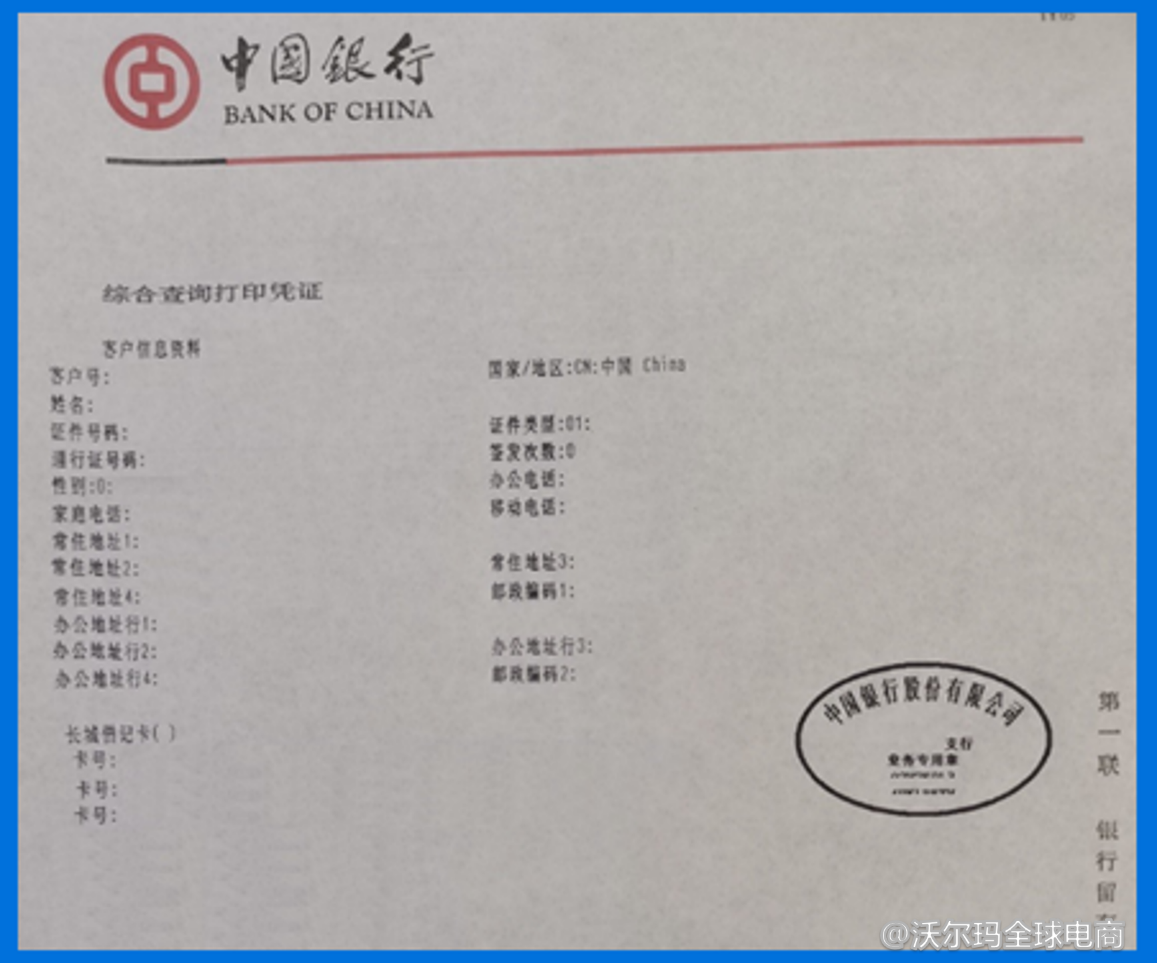 中国銀行
BANK OF CHINA
综合查询打印凭证
客户信息资料
客户号:
国家/地区:CN:中国 China
姓名:
证件号码:
证件类型:01:
通行证号码:
签发次数:0
性别:0:
办公电话:
家庭电话:
移动电话:
常住地址1:
常住地址2:
常住地址3:
常住地址4:
邮政编码1:
办公地址行1:
办公地址行2:
办公地址行3:
办公地址行4:
邮政编码2:
长城借记卡( )
卡号:
卡号:
卡号:
中国银行股份有限公司
支行
业务专用章
第一联 银行留
@沃尔玛全球电商